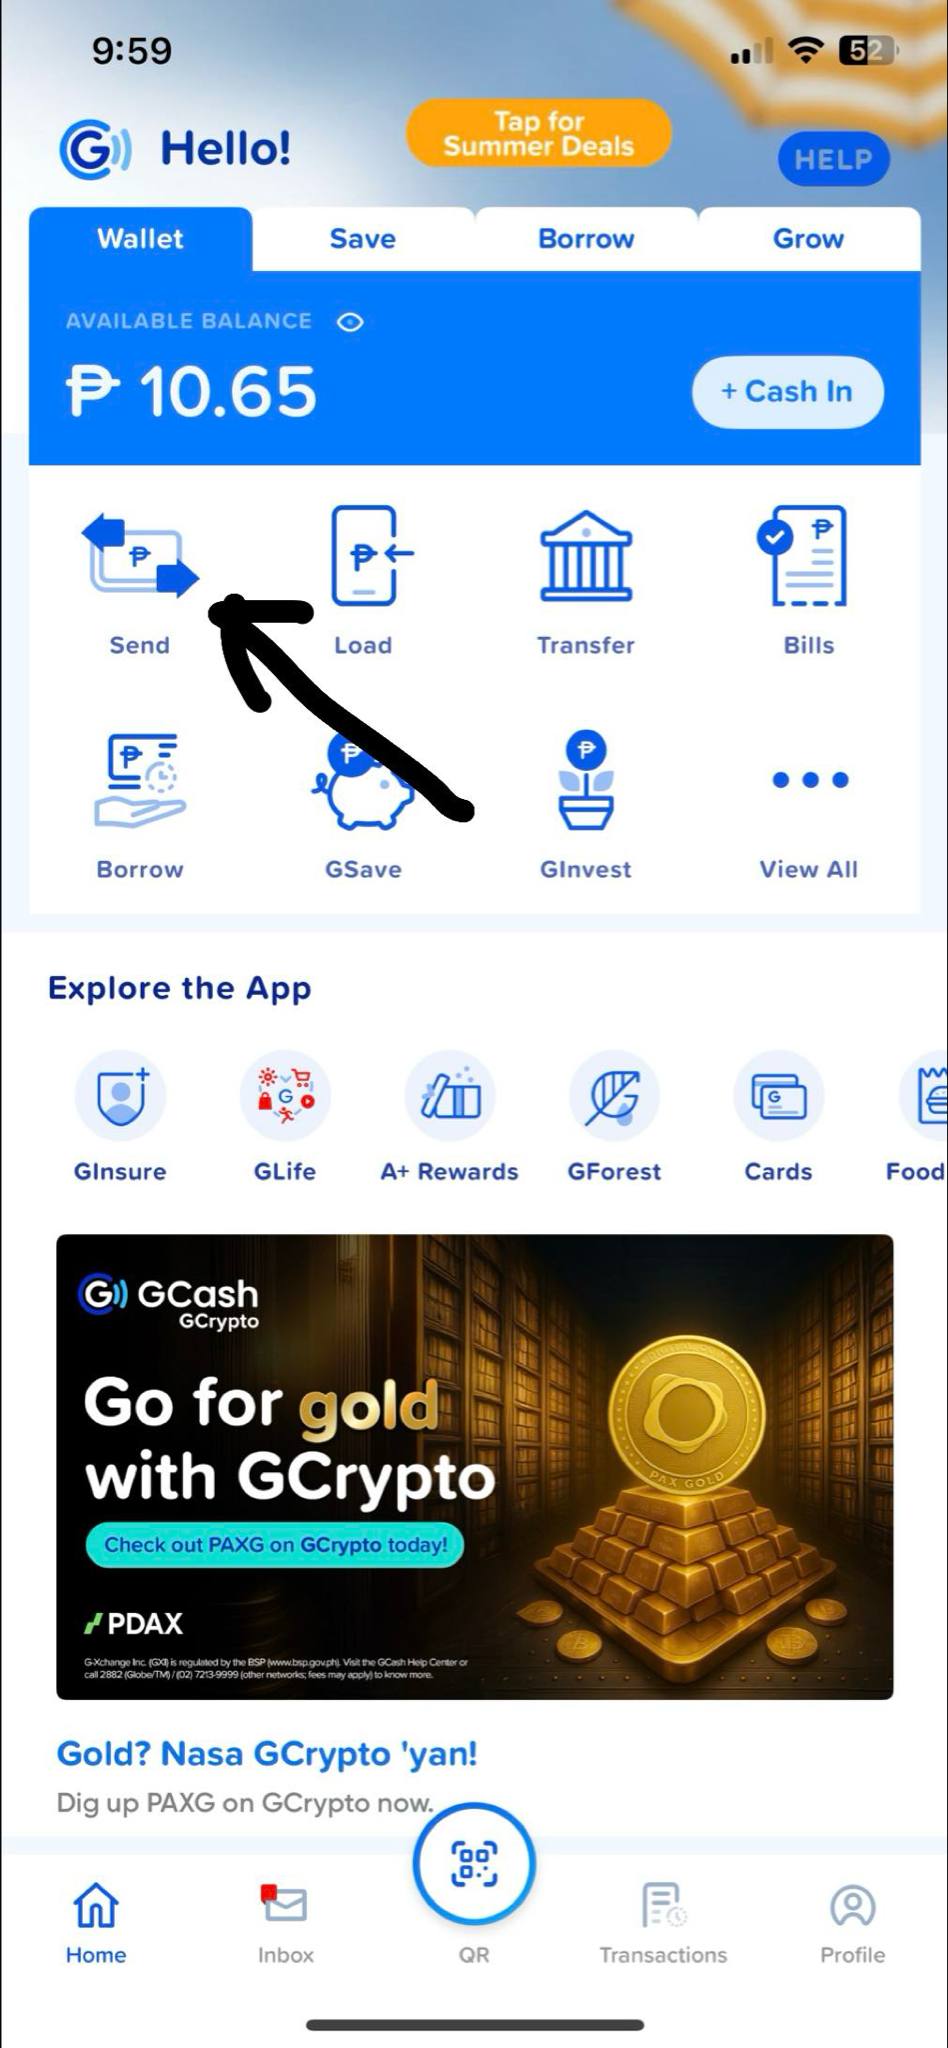 9:59
52
Hello!
Tap for
Summer Deals
HELP
Wallet
Save
Borrow
Grow
AVAILABLE BALANCE
₱ 10.65
+ Cash In
Send
Load
Transfer
Bills
Borrow
GSave
GInvest
View All
Explore the App
GInsure
GLife
A+ Rewards
GForest
Cards
Food
GCash
GCrypto
Go for gold
with GCrypto
Check out PAXG on GCrypto today!
PAX GOLD
PDAX
G-Xchange Inc. (GXI) is regulated by the BSP (www.bsp.gov.ph). Visit the GCash Help Center or
call 2882 (Globe/TM) / (02) 7213-9999 (other networks; fees may apply) to know more.
Gold? Nasa GCrypto 'yan!
Dig up PAXG on GCrypto now.
Home
Inbox
QR
Transactions
Profile